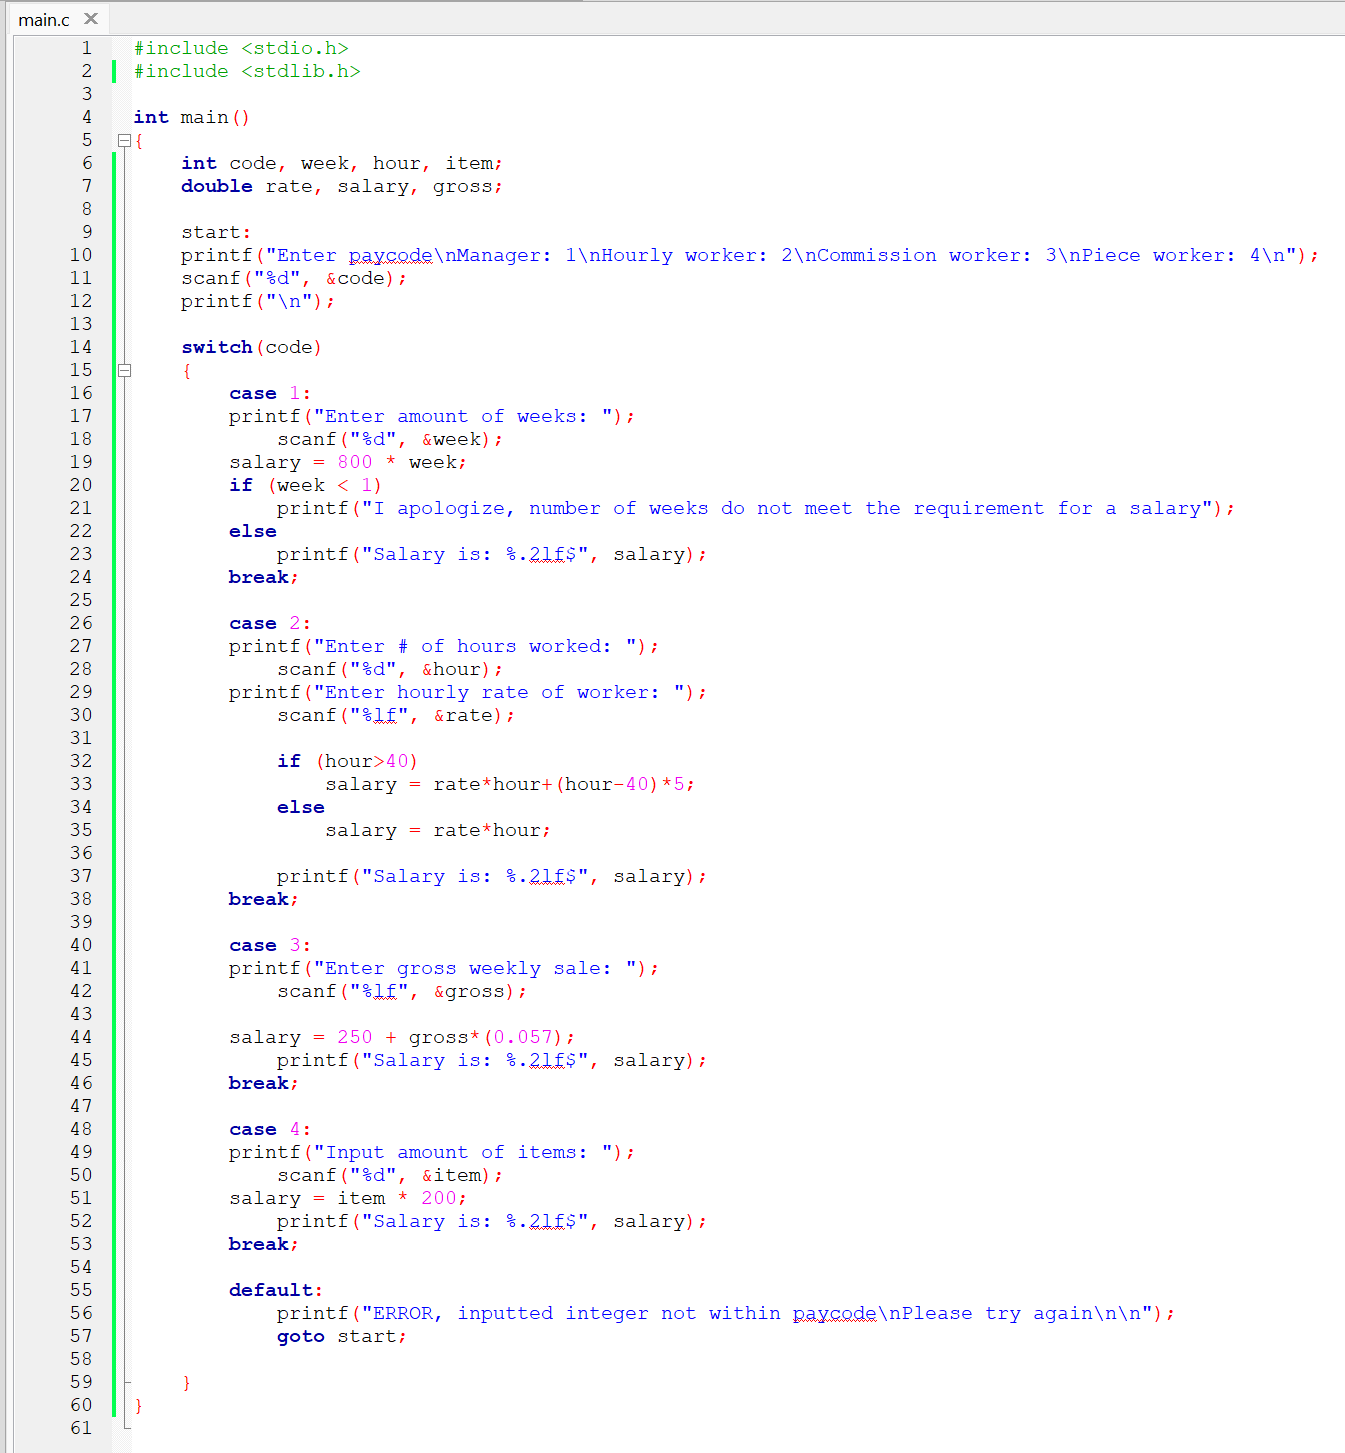 main.c
1 #include <stdio.h>
2 #include <stdlib.h>
3
4 int main()
5 {
6     int code, week, hour, item;
7     double rate, salary, gross;
8
9     start:
10     printf("Enter paycode\nManager: 1\nHourly worker: 2\nCommission worker: 3\nPiece worker: 4\n");
11     scanf("%d", &code);
12     printf("\n");
13
14     switch(code)
15     {
16         case 1:
17         printf("Enter amount of weeks: ");
18             scanf("%d", &week);
19         salary = 800 * week;
20         if (week < 1)
21             printf("I apologize, number of weeks do not meet the requirement for a salary");
22         else
23             printf("Salary is: %.2lf$", salary);
24         break;
25
26         case 2:
27         printf("Enter # of hours worked: ");
28             scanf("%d", &hour);
29         printf("Enter hourly rate of worker: ");
30             scanf("%lf", &rate);
31
32             if (hour>40)
33                 salary = rate*hour+(hour-40)*5;
34             else
35                 salary = rate*hour;
36
37             printf("Salary is: %.2lf$", salary);
38         break;
39
40         case 3:
41         printf("Enter gross weekly sale: ");
42             scanf("%lf", &gross);
43
44         salary = 250 + gross*(0.057);
45             printf("Salary is: %.2lf$", salary);
46         break;
47
48         case 4:
49         printf("Input amount of items: ");
50             scanf("%d", &item);
51         salary = item * 200;
52             printf("Salary is: %.2lf$", salary);
53         break;
54
55         default:
56             printf("ERROR, inputted integer not within paycode\nPlease try again\n\n");
57             goto start;
58
59     }
60 }
61